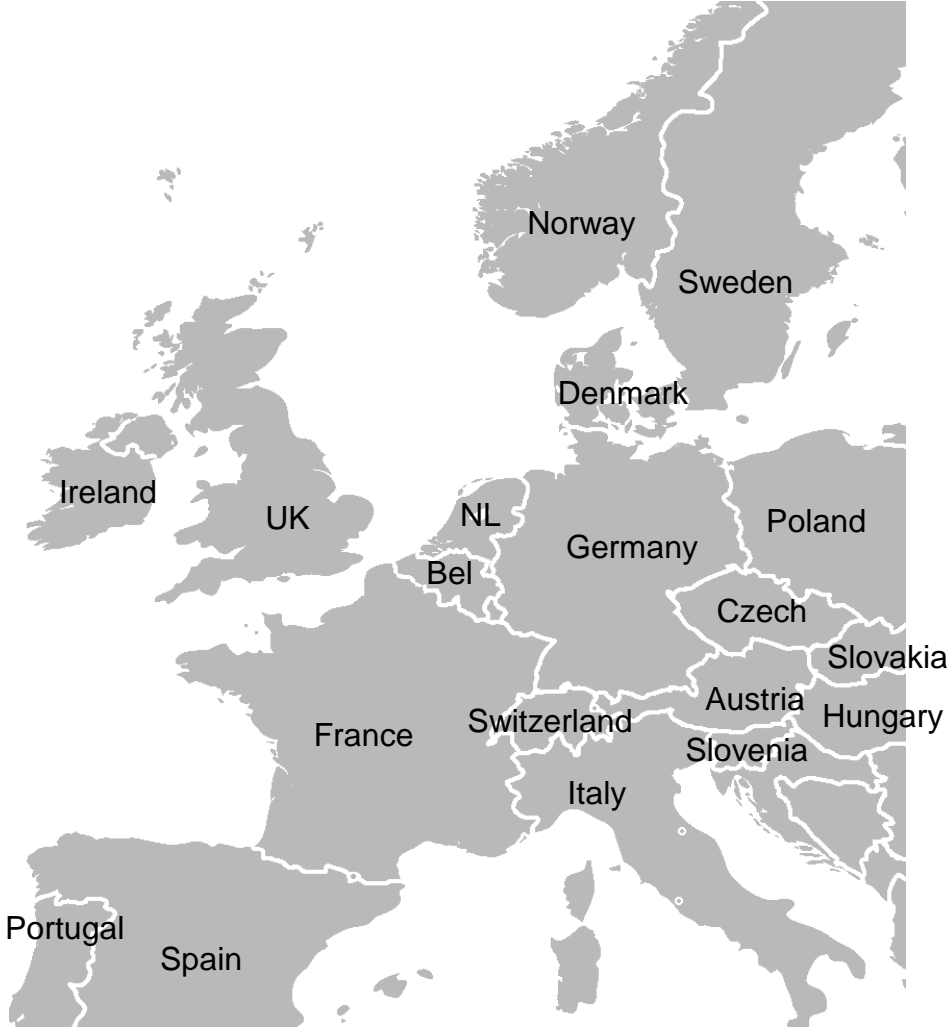 Norway
Sweden
Denmark
Ireland
UK
NL
Poland
Germany
Bel
Czech
Slovakia
Austria
Hungary
Switzerland
France
Slovenia
Italy
Portugal
Spain